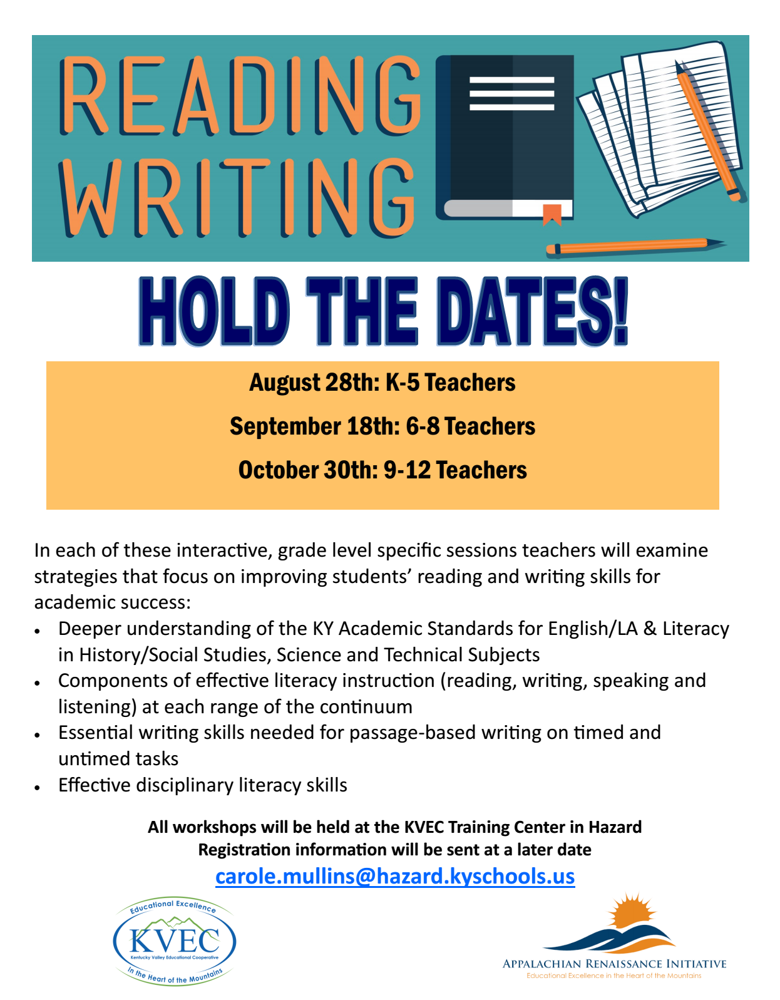 READING
WRITING
HOLD THE DATES!
August 28th: K-5 Teachers
September 18th: 6-8 Teachers
October 30th: 9-12 Teachers
In each of these interactive, grade level specific sessions teachers will examine
strategies that focus on improving students’ reading and writing skills for
academic success:
• Deeper understanding of the KY Academic Standards for English/LA & Literacy
in History/Social Studies, Science and Technical Subjects
• Components of effective literacy instruction (reading, writing, speaking and
listening) at each range of the continuum
• Essential writing skills needed for passage-based writing on timed and
untimed tasks
• Effective disciplinary literacy skills
All workshops will be held at the KVEC Training Center in Hazard
Registration information will be sent at a later date
carole.mullins@hazard.kyschools.us
Educational Excellence
KVEC
Kentucky Valley Educational Cooperative
In the Heart of the Mountains
APPALACHIAN RENAISSANCE INITIATIVE
Educational Excellence in the Heart of the Mountains